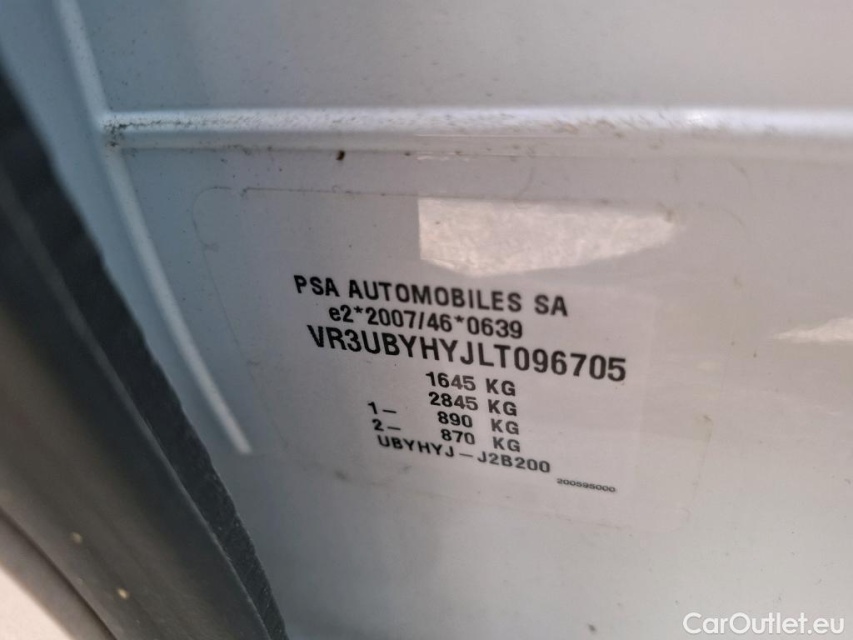 PSA AUTOMOBILES SA
e2*2007/46*0639
VR3UBYHYJLT096705
1645 KG
2845 KG
1– 890 KG
2– 870 KG
UBYHYJ–J2B200
200595000
CarOutlet.eu